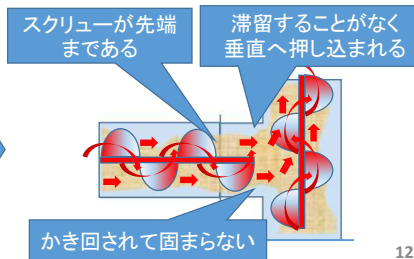 スクリューが先端
まである
滞留することがなく
垂直へ押し込まれる
かき回されて固まらない
12